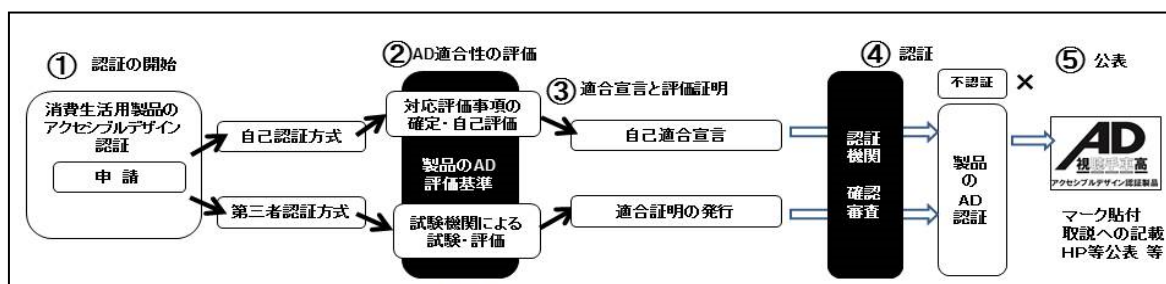 ① 認証の開始
消費生活用製品の
アクセシブルデザイン
認証
申 請
自己認証方式
第三者認証方式
②AD適合性の評価
対応評価事項の
確定・自己評価
製品のAD
評価基準
試験機関による
試験・評価
③ 適合宣言と評価証明
自己適合宣言
適合証明の発行
④ 認証
認証
機関
確認
審査
不認証 ×
製品
の
AD
認証
⑤ 公表
AD
視聴手工高
アクセシブルデザイン認証製品
マーク貼付
取説への記載
HP等公表 等